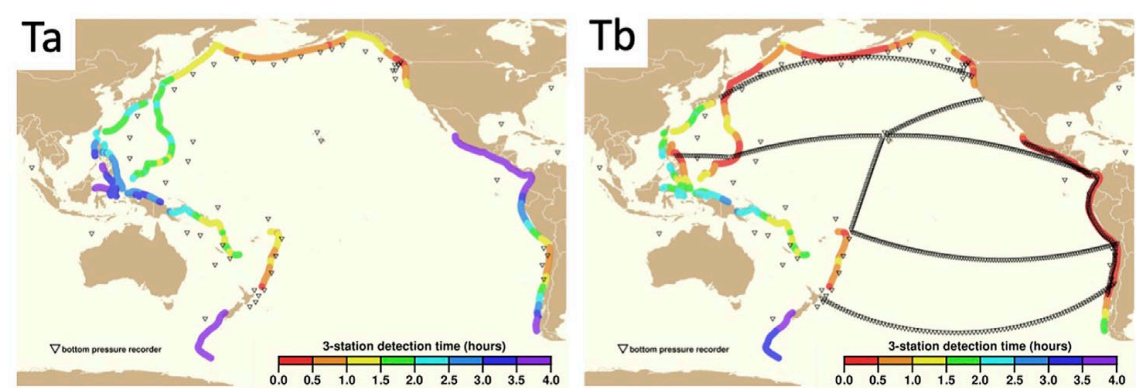 Ta
3-station detection time (hours)
▽ bottom pressure recorder
0.0 0.5 1.0 1.5 2.0 2.5 3.0 3.5 4.0
Tb
3-station detection time (hours)
▽ bottom pressure recorder
0.0 0.5 1.0 1.5 2.0 2.5 3.0 3.5 4.0